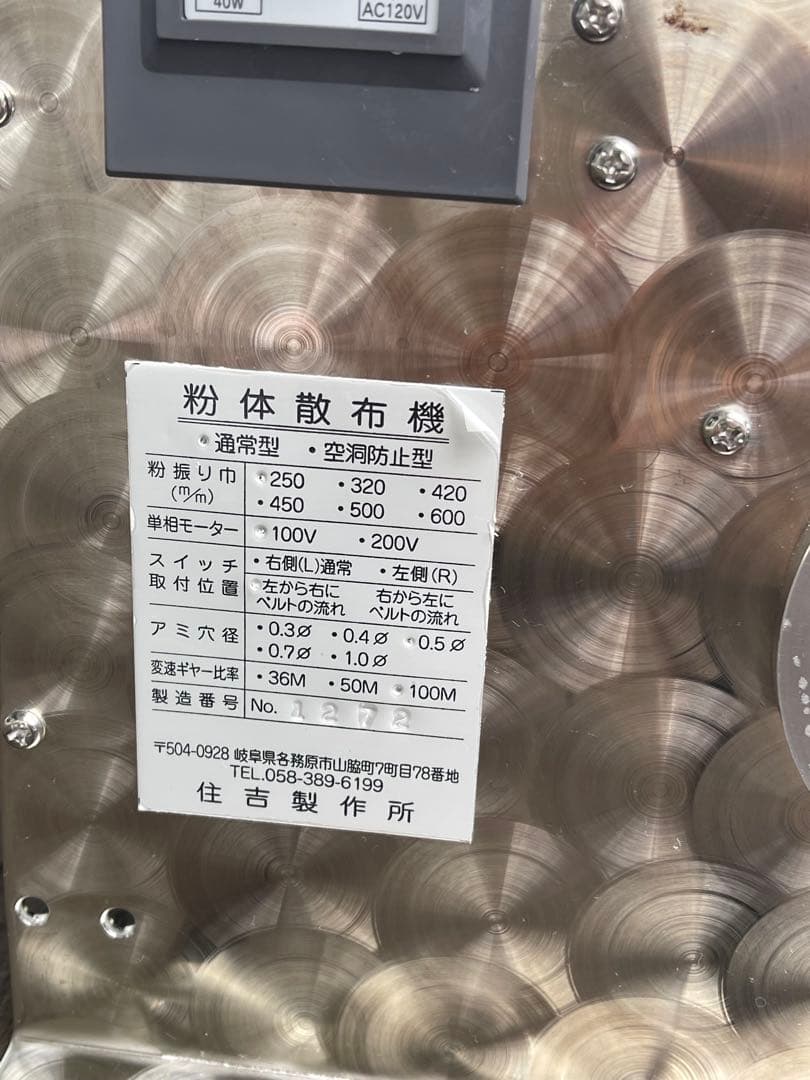 40W AC120V
粉体散布機
・通常型 ・空洞防止型
粉振り巾 (m/m) ・250 ・320 ・420
・450 ・500 ・600
単相モーター ・100V ・200V
スイッチ取付位置 ・右側(L)通常 ・左側(R)
左から右に 右から左に
ベルトの流れ ベルトの流れ
アミ穴径 ・0.3ø ・0.4ø ・0.5ø
・0.7ø ・1.0ø
変速ギヤー比率 ・36M ・50M ・100M
製造番号 No. 1272
〒504-0928 岐阜県各務原市山脇町7町目78番地
TEL.058-389-6199
住吉製作所